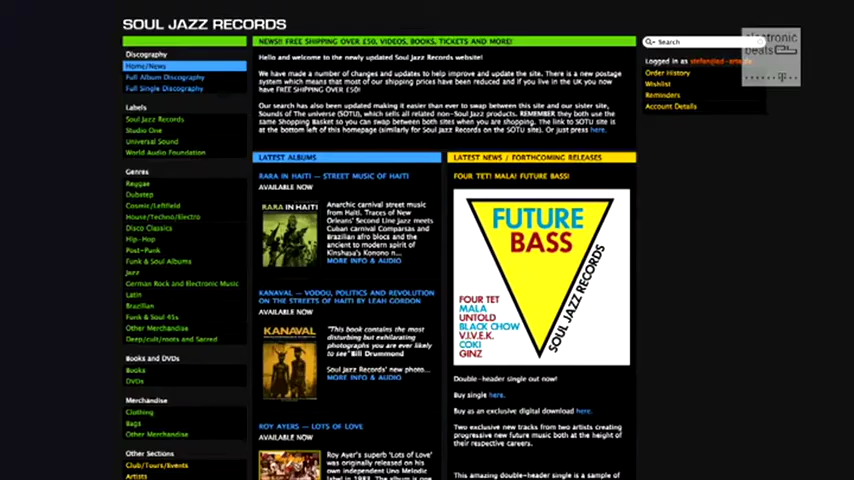 SOUL JAZZ RECORDS
Discography
Home/News
Full Album Discography
Full Single Discography
Labels
Soul Jazz Records
Studio One
Universal Sound
World Audio Foundation
Genres
Reggae
Dubstep
Cosmic/Leftfield
House/Techno/Electro
Disco Classics
Hip-Hop
Post-Punk
Funk & Soul Albums
Jazz
German Rock and Electronic Music
Latin
Brazilian
Funk & Soul 45s
Other Merchandise
Deep/cult/roots and Sacred
Books and DVDs
Books
DVDs
Merchandise
Clothing
Bags
Other Merchandise
Other Sections
Club/Tours/Events
Artists
NEWS!! FREE SHIPPING OVER £50, VIDEOS, BOOKS, TICKETS AND MORE!
Hello and welcome to the newly updated Soul Jazz Records website!
We have made a number of changes and updates to help improve and update the site. There is a new postage
system which means that most of our shipping prices have been reduced and if you live in the UK you now
have FREE SHIPPING OVER £50!
Our search has also been updated making it easier than ever to swap between this site and our sister site,
Sounds of The universe (SOTU), which sells all related non-Soul Jazz products. REMEMBER they both use the
same Shopping Basket so you can swap between both sites when you are shopping. The link to SOTU site is
at the bottom left of this homepage (similarly for Soul Jazz Records on the SOTU site). Or just press here.
LATEST ALBUMS
RARA IN HAITI — STREET MUSIC OF HAITI
AVAILABLE NOW
RARA IN HAITI
Anarchic carnival street music
from Haiti. Traces of New
Orleans' Second Line Jazz meets
Cuban carnival Comparsas and
Brazilian afro blocs and the
ancient to modern spirit of
Kinshasa's Konono n...
MORE INFO & AUDIO
KANAVAL — VODOU, POLITICS AND REVOLUTION
ON THE STREETS OF HAITI BY LEAH GORDON
AVAILABLE NOW
KANAVAL
"This book contains the most
disturbing but exhilarating
photographs you are ever likely
to see" Bill Drummond
Soul Jazz Records' new photo...
MORE INFO & AUDIO
ROY AYERS — LOTS OF LOVE
AVAILABLE NOW
Roy Ayer's superb 'Lots of Love'
was originally released on his
own independent Uno Melodic
label in 1983. The album is one
LATEST NEWS / FORTHCOMING RELEASES
FOUR TET! MALA! FUTURE BASS!
FUTURE
BASS
SOUL JAZZ RECORDS
FOUR TET
MALA
UNTOLD
BLACK CHOW
V.I.V.E.K.
COKI
GINZ
Double-header single out now!
Buy single here.
Buy as an exclusive digital download here.
Two exclusive new tracks from two artists creating
progressive new future music both at the height of
their respective careers.
This amazing double-header single is a sample of
Search
Logged in as
Order History
Wishlist
Reminders
Account Details
electronic
beats
T